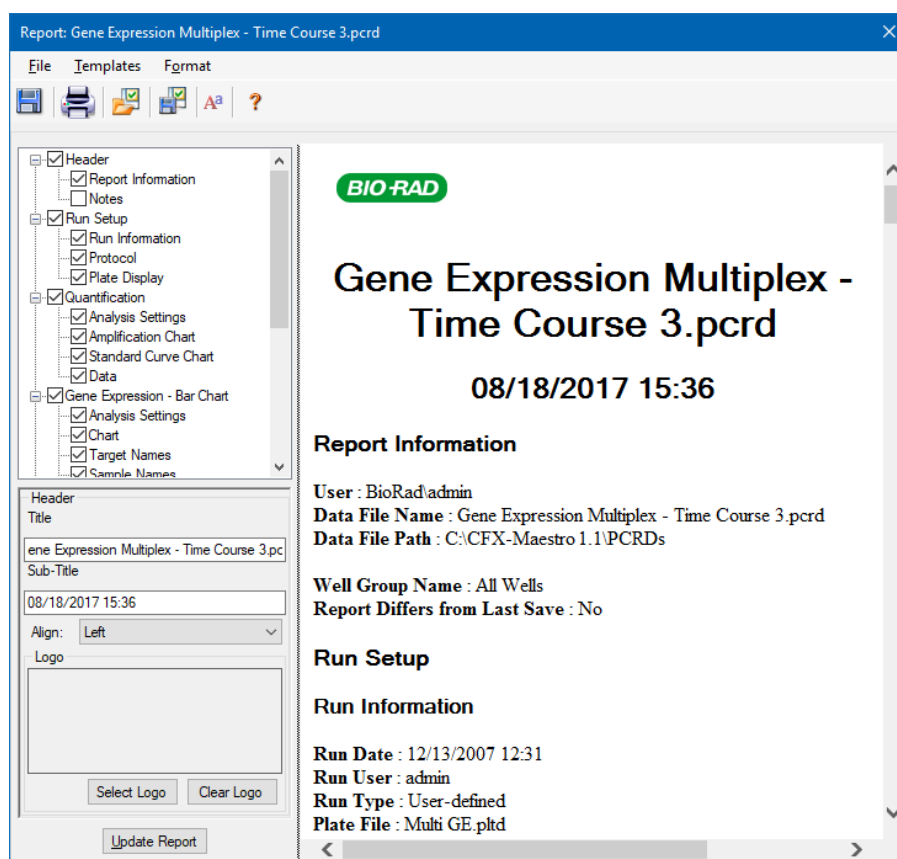 Report: Gene Expression Multiplex - Time Course 3.pcrd
File Templates Format
Aa ?
Header
Report Information
Notes
Run Setup
Run Information
Protocol
Plate Display
Quantification
Analysis Settings
Amplification Chart
Standard Curve Chart
Data
Gene Expression - Bar Chart
Analysis Settings
Chart
Target Names
Sample Names
Header
Title
ene Expression Multiplex - Time Course 3.pc
Sub-Title
08/18/2017 15:36
Align: Left
Logo
Select Logo Clear Logo
Update Report
BIO-RAD
Gene Expression Multiplex -
Time Course 3.pcrd
08/18/2017 15:36
Report Information
User : BioRad\admin
Data File Name : Gene Expression Multiplex - Time Course 3.pcrd
Data File Path : C:\CFX-Maestro 1.1\PCRDs
Well Group Name : All Wells
Report Differs from Last Save : No
Run Setup
Run Information
Run Date : 12/13/2007 12:31
Run User : admin
Run Type : User-defined
Plate File : Multi GE.pltd